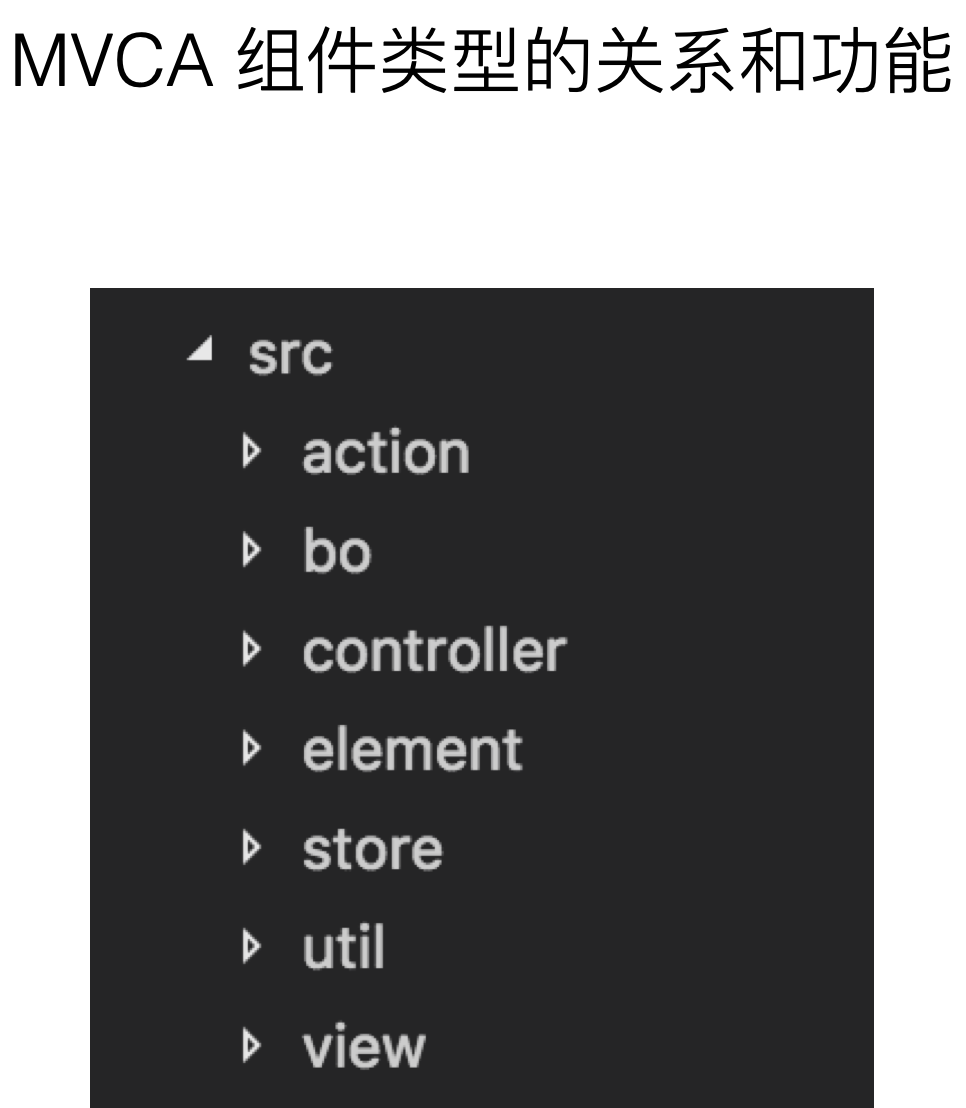 MVCA 组件类型的关系和功能
src
action
bo
controller
element
store
util
view